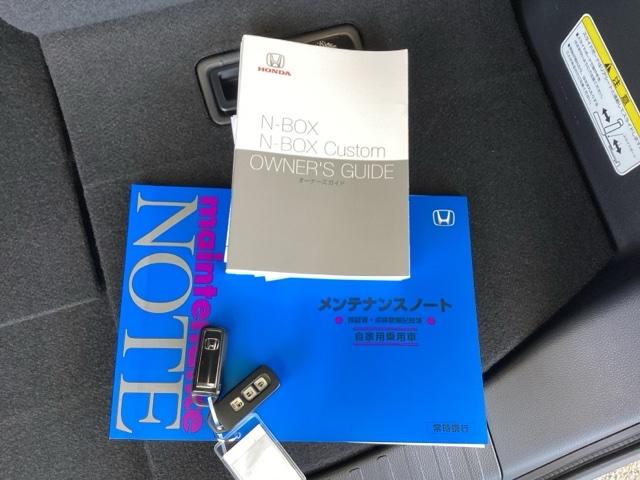 HONDA
N-BOX
N-BOX Custom
OWNER'S GUIDE
オーナーズガイド
注意
maintenance
NOTE
メンテナンスノート
保証書・点検整備記録簿
自家用乗用車
常時携行